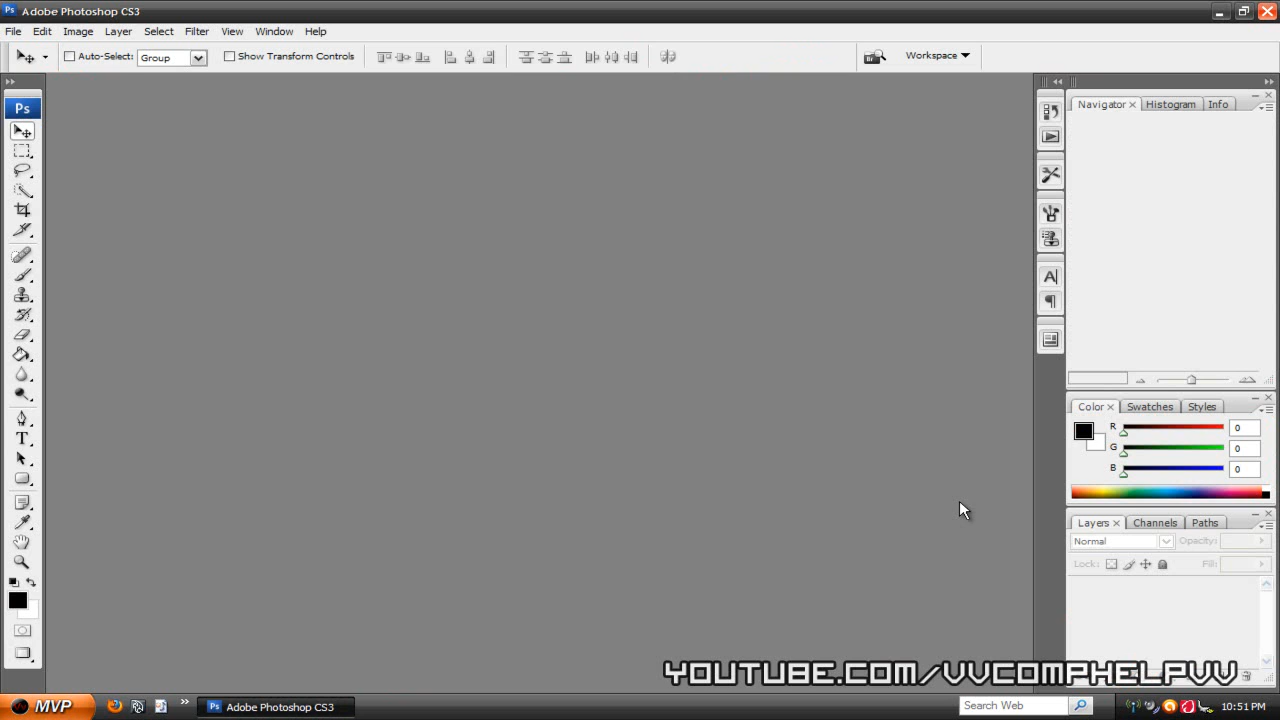 Ps Adobe Photoshop CS3
File Edit Image Layer Select Filter View Window Help
Auto-Select: Group Show Transform Controls Br Workspace
Ps
Navigator Histogram Info
A
T
Color Swatches Styles
R 0
G 0
B 0
Layers Channels Paths
Normal Opacity:
Lock: Fill:
YOUTUBE.COM/VVCOMPHELPVV
MVP Adobe Photoshop CS3 Search Web 10:51 PM